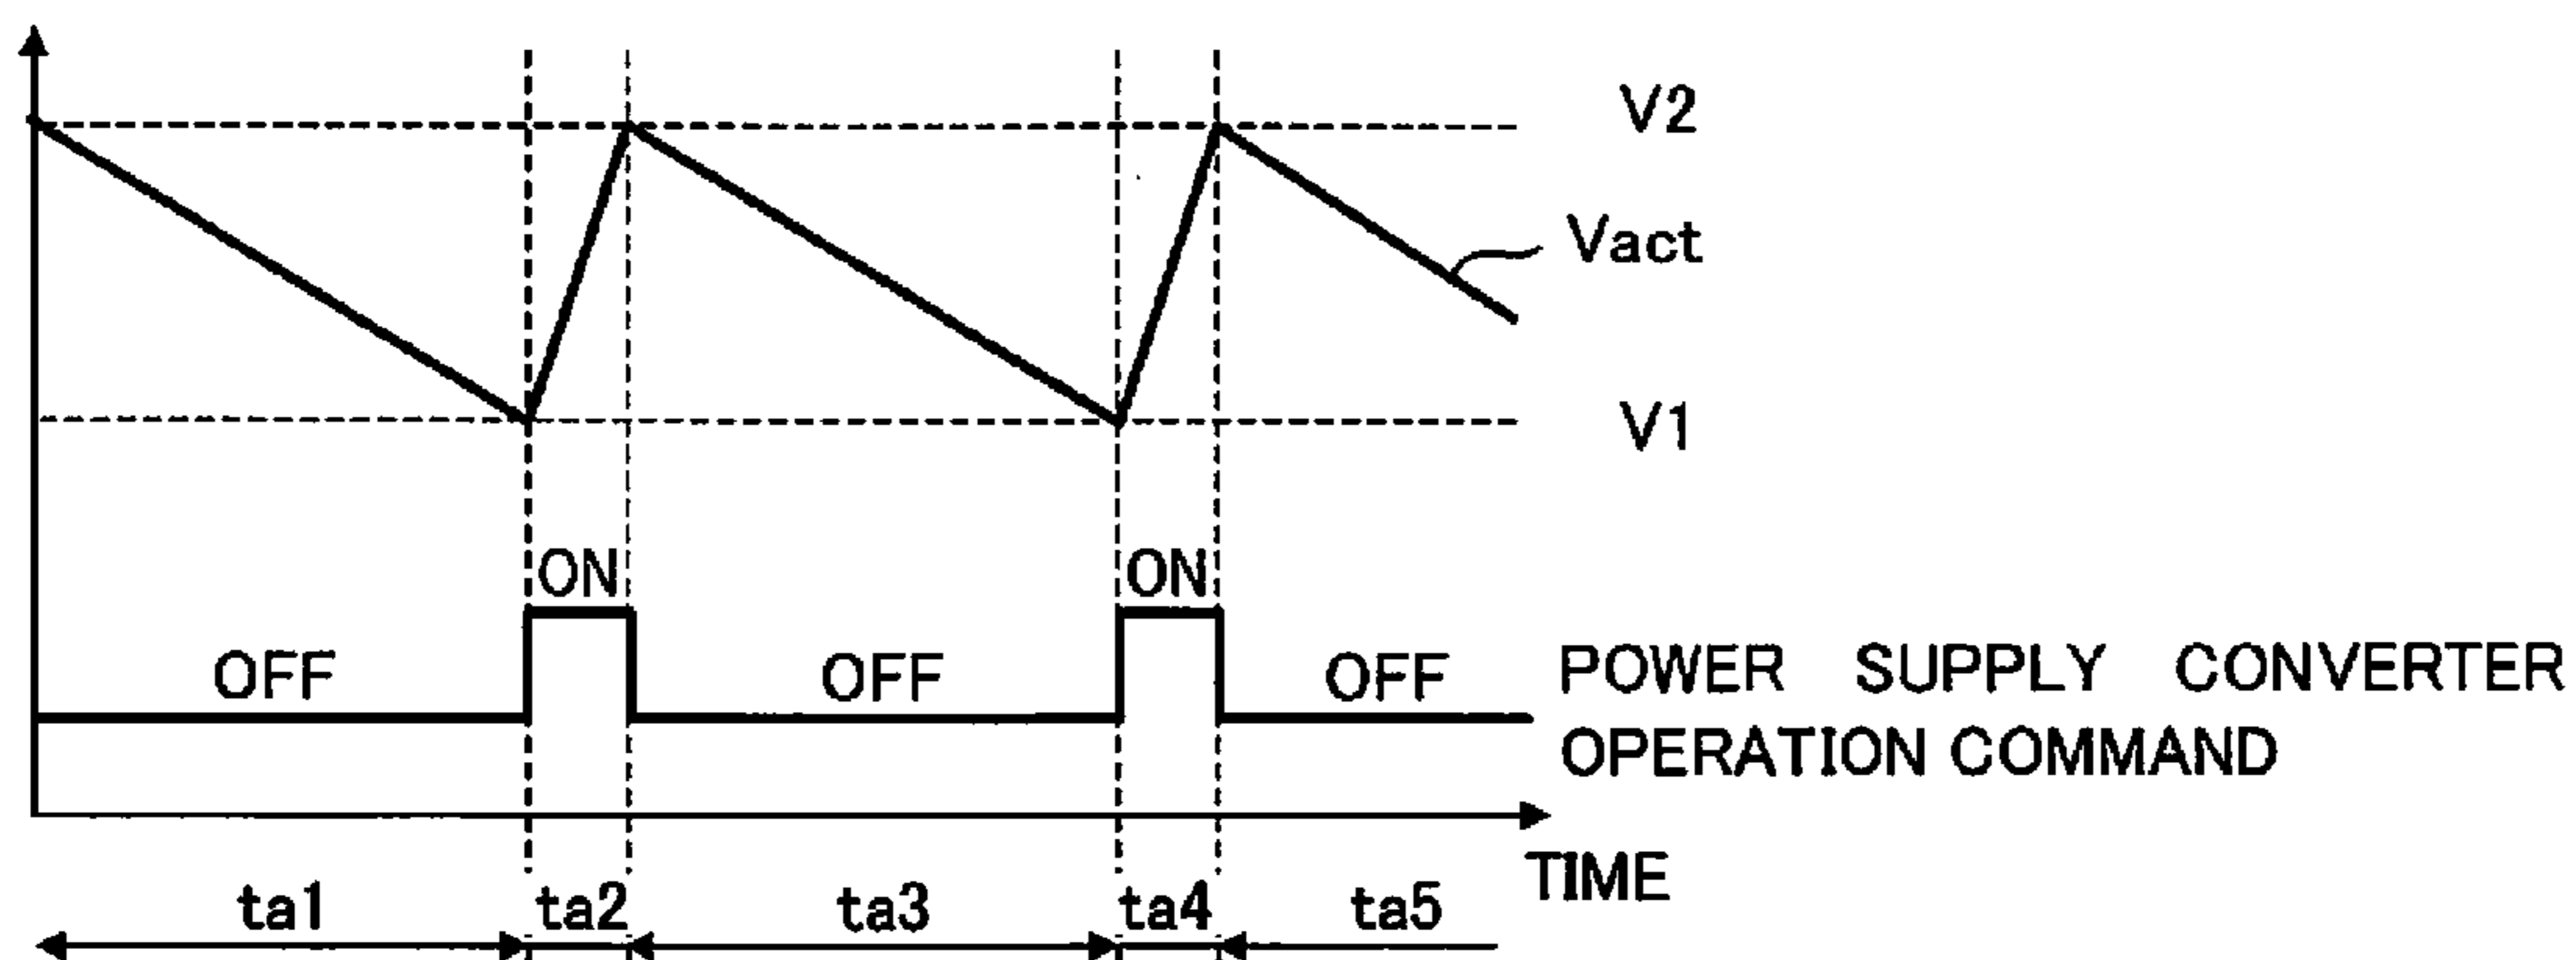 V2
Vact
V1
ON ON
OFF OFF OFF
POWER SUPPLY CONVERTER
OPERATION COMMAND
TIME
ta1 ta2 ta3 ta4 ta5